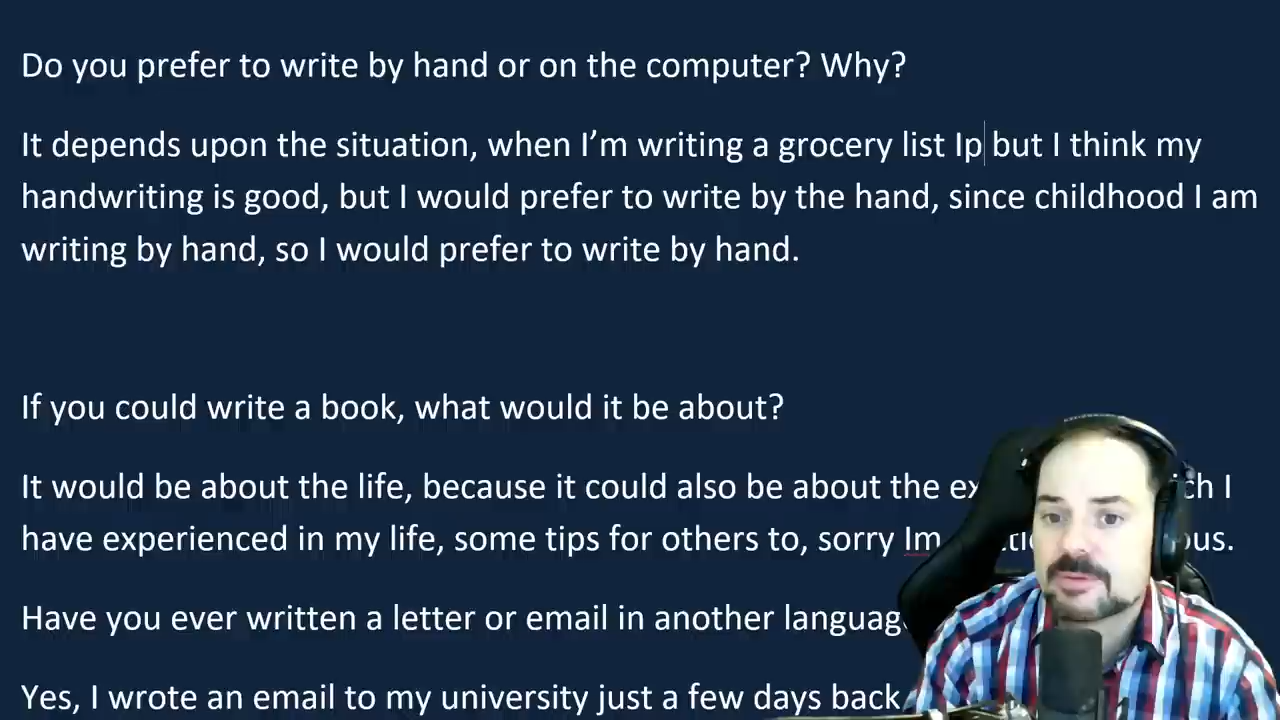 Do you prefer to write by hand or on the computer? Why?
It depends upon the situation, when I’m writing a grocery list Ip but I think my
handwriting is good, but I would prefer to write by the hand, since childhood I am
writing by hand, so I would prefer to write by hand.
If you could write a book, what would it be about?
It would be about the life, because it could also be about the I
have experienced in my life, some tips for others to, sorry Im
Have you ever written a letter or email in another
Yes, I wrote an email to my university just a few days back